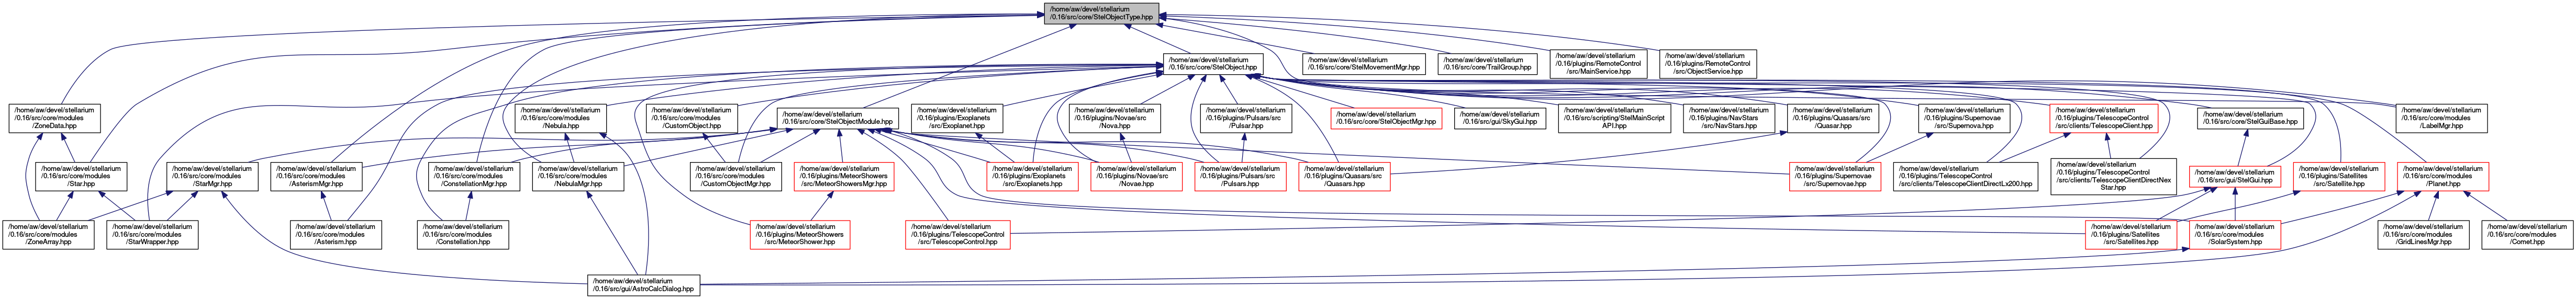 /home/aw/devel/stellarium
/0.16/src/core/StelObjectType.hpp
/home/aw/devel/stellarium
/0.16/src/core/StelObject.hpp
/home/aw/devel/stellarium
/0.16/src/core/StelMovementMgr.hpp
/home/aw/devel/stellarium
/0.16/src/core/TrailGroup.hpp
/home/aw/devel/stellarium
/0.16/plugins/RemoteControl
/src/MainService.hpp
/home/aw/devel/stellarium
/0.16/plugins/RemoteControl
/src/ObjectService.hpp
/home/aw/devel/stellarium
/0.16/src/core/modules
/ZoneData.hpp
/home/aw/devel/stellarium
/0.16/src/core/modules
/Nebula.hpp
/home/aw/devel/stellarium
/0.16/src/core/modules
/CustomObject.hpp
/home/aw/devel/stellarium
/0.16/src/core/StelObjectModule.hpp
/home/aw/devel/stellarium
/0.16/plugins/Exoplanets
/src/Exoplanet.hpp
/home/aw/devel/stellarium
/0.16/plugins/Novae/src
/Nova.hpp
/home/aw/devel/stellarium
/0.16/plugins/Pulsars/src
/Pulsar.hpp
/home/aw/devel/stellarium
/0.16/src/core/StelObjectMgr.hpp
/home/aw/devel/stellarium
/0.16/src/gui/SkyGui.hpp
/home/aw/devel/stellarium
/0.16/src/scripting/StelMainScript
API.hpp
/home/aw/devel/stellarium
/0.16/plugins/NavStars
/src/NavStars.hpp
/home/aw/devel/stellarium
/0.16/plugins/Quasars/src
/Quasar.hpp
/home/aw/devel/stellarium
/0.16/plugins/Supernovae
/src/Supernova.hpp
/home/aw/devel/stellarium
/0.16/plugins/TelescopeControl
/src/clients/TelescopeClient.hpp
/home/aw/devel/stellarium
/0.16/src/core/StelGuiBase.hpp
/home/aw/devel/stellarium
/0.16/src/core/modules
/LabelMgr.hpp
/home/aw/devel/stellarium
/0.16/src/core/modules
/Star.hpp
/home/aw/devel/stellarium
/0.16/src/core/modules
/StarMgr.hpp
/home/aw/devel/stellarium
/0.16/src/core/modules
/AsterismMgr.hpp
/home/aw/devel/stellarium
/0.16/src/core/modules
/ConstellationMgr.hpp
/home/aw/devel/stellarium
/0.16/src/core/modules
/NebulaMgr.hpp
/home/aw/devel/stellarium
/0.16/src/core/modules
/CustomObjectMgr.hpp
/home/aw/devel/stellarium
/0.16/plugins/MeteorShowers
/src/MeteorShowersMgr.hpp
/home/aw/devel/stellarium
/0.16/plugins/Exoplanets
/src/Exoplanets.hpp
/home/aw/devel/stellarium
/0.16/plugins/Novae/src
/Novae.hpp
/home/aw/devel/stellarium
/0.16/plugins/Pulsars/src
/Pulsars.hpp
/home/aw/devel/stellarium
/0.16/plugins/Quasars/src
/Quasars.hpp
/home/aw/devel/stellarium
/0.16/plugins/Supernovae
/src/Supernovae.hpp
/home/aw/devel/stellarium
/0.16/plugins/TelescopeControl
/src/clients/TelescopeClientDirectLx200.hpp
/home/aw/devel/stellarium
/0.16/plugins/TelescopeControl
/src/clients/TelescopeClientDirectNex
Star.hpp
/home/aw/devel/stellarium
/0.16/src/gui/StelGui.hpp
/home/aw/devel/stellarium
/0.16/plugins/Satellites
/src/Satellite.hpp
/home/aw/devel/stellarium
/0.16/src/core/modules
/Planet.hpp
/home/aw/devel/stellarium
/0.16/src/core/modules
/ZoneArray.hpp
/home/aw/devel/stellarium
/0.16/src/core/modules
/StarWrapper.hpp
/home/aw/devel/stellarium
/0.16/src/core/modules
/Asterism.hpp
/home/aw/devel/stellarium
/0.16/src/core/modules
/Constellation.hpp
/home/aw/devel/stellarium
/0.16/plugins/MeteorShowers
/src/MeteorShower.hpp
/home/aw/devel/stellarium
/0.16/plugins/TelescopeControl
/src/TelescopeControl.hpp
/home/aw/devel/stellarium
/0.16/plugins/Satellites
/src/Satellites.hpp
/home/aw/devel/stellarium
/0.16/src/core/modules
/SolarSystem.hpp
/home/aw/devel/stellarium
/0.16/src/core/modules
/GridLinesMgr.hpp
/home/aw/devel/stellarium
/0.16/src/core/modules
/Comet.hpp
/home/aw/devel/stellarium
/0.16/src/gui/AstroCalcDialog.hpp